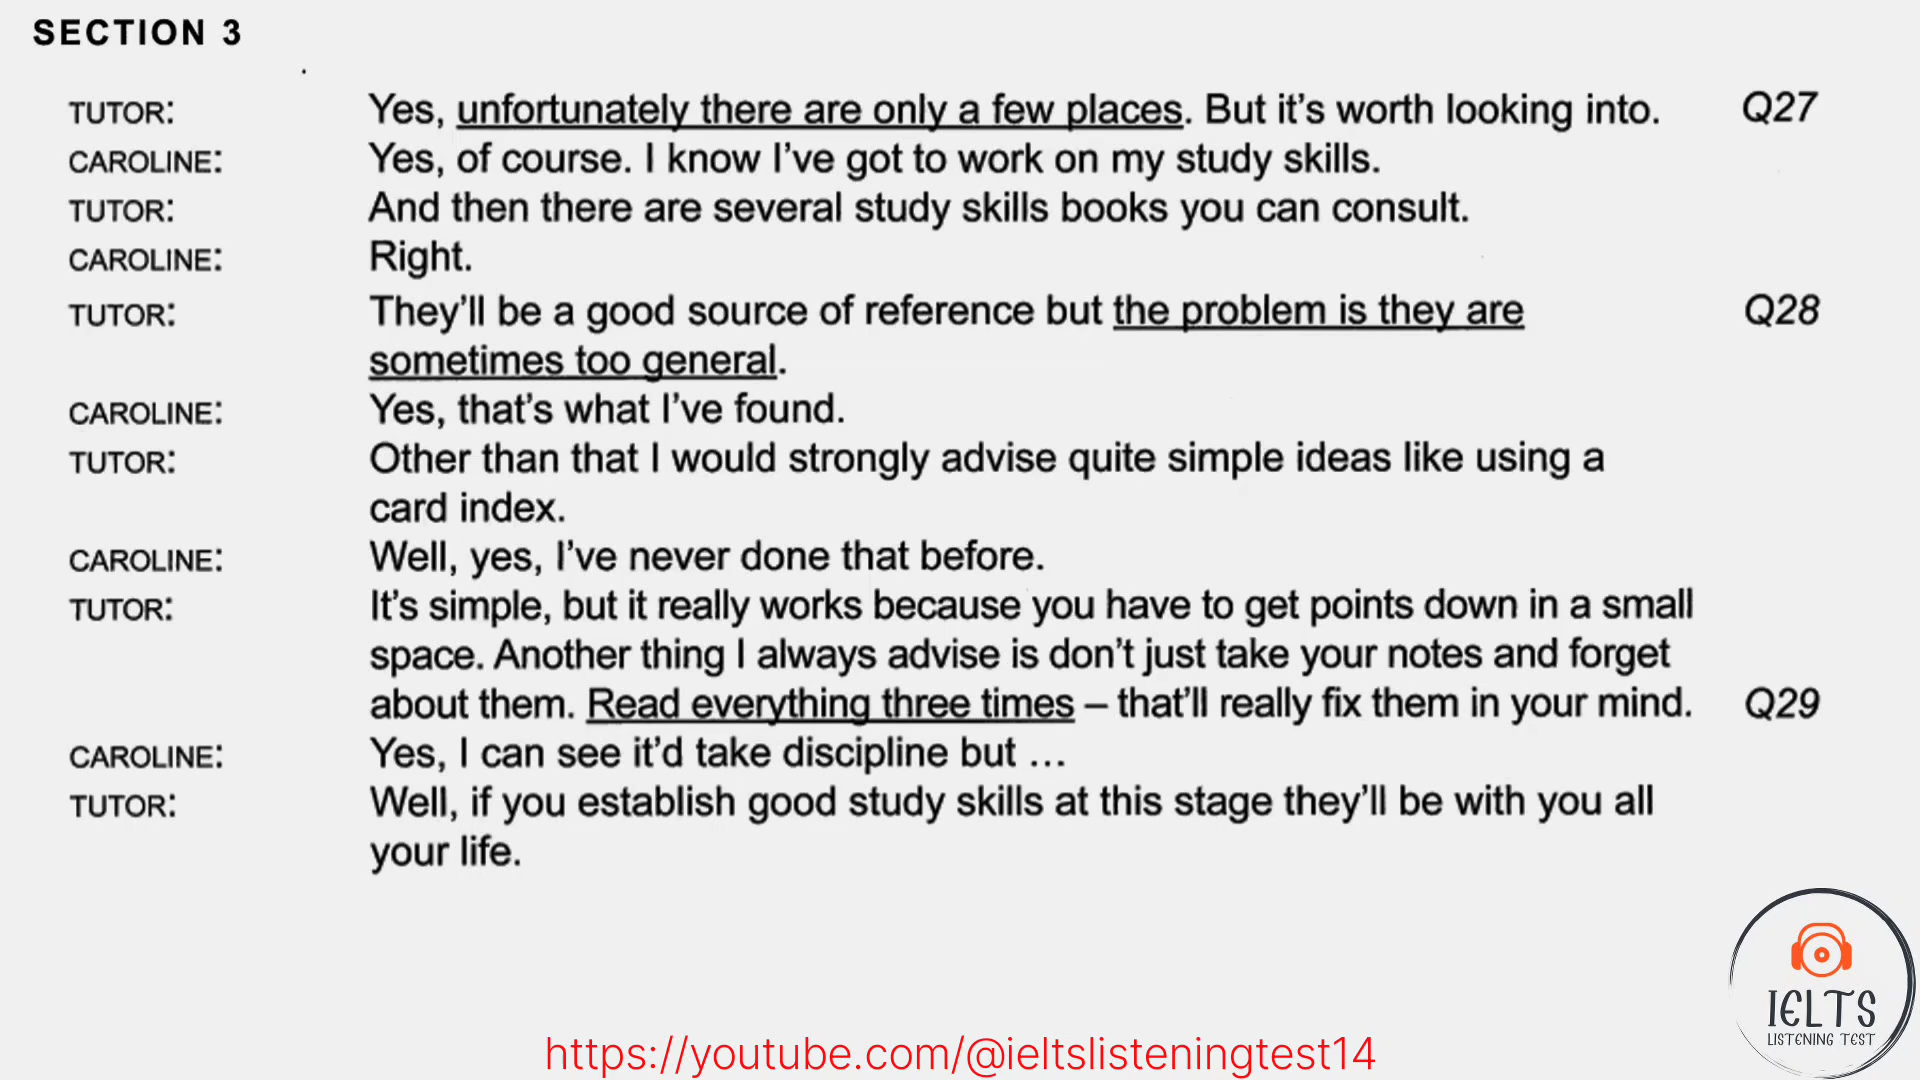 SECTION 3
TUTOR: Yes, unfortunately there are only a few places. But it's worth looking into. Q27
CAROLINE: Yes, of course. I know I've got to work on my study skills.
TUTOR: And then there are several study skills books you can consult.
CAROLINE: Right.
TUTOR: They'll be a good source of reference but the problem is they are Q28
sometimes too general.
CAROLINE: Yes, that's what I've found.
TUTOR: Other than that I would strongly advise quite simple ideas like using a
card index.
CAROLINE: Well, yes, I've never done that before.
TUTOR: It's simple, but it really works because you have to get points down in a small
space. Another thing I always advise is don't just take your notes and forget
about them. Read everything three times – that'll really fix them in your mind. Q29
CAROLINE: Yes, I can see it'd take discipline but …
TUTOR: Well, if you establish good study skills at this stage they'll be with you all
your life.
IELTS
LISTENING TEST
https://youtube.com/@ieltslisteningtest14